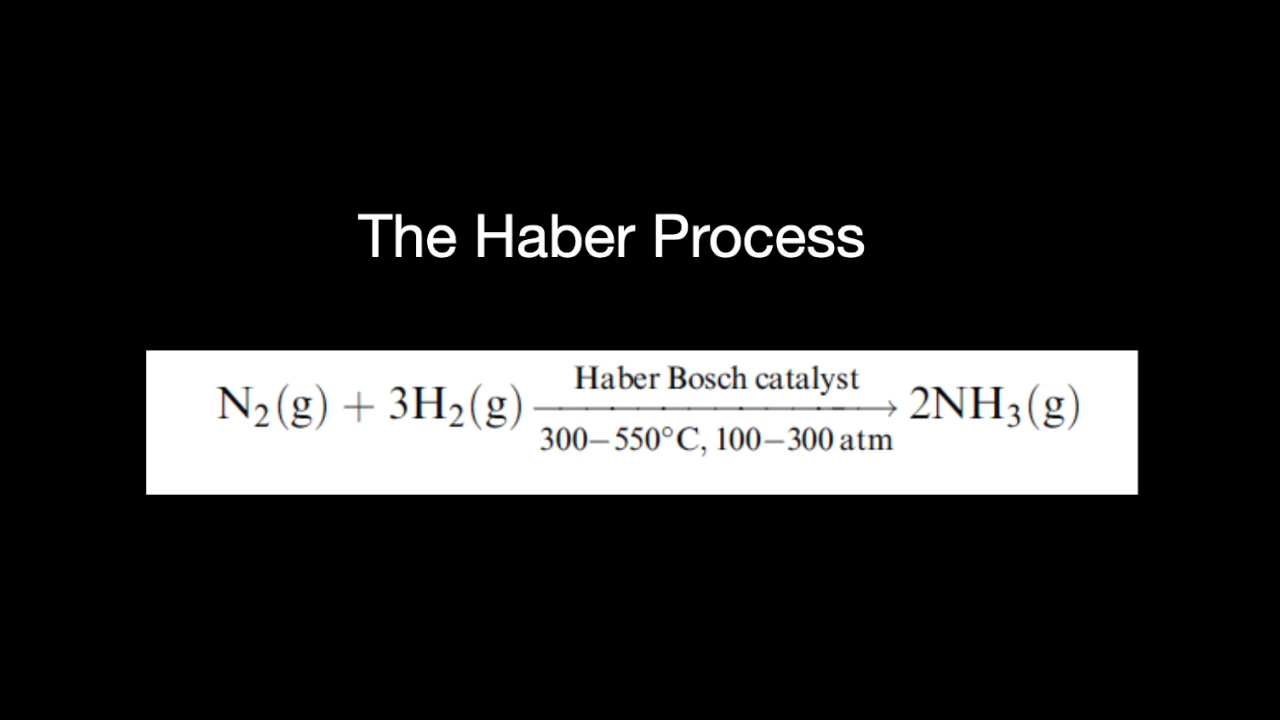 The Haber Process
Haber Bosch catalyst
N₂(g) + 3H₂(g) ⟶ 2NH₃(g)
300–550°C, 100–300 atm